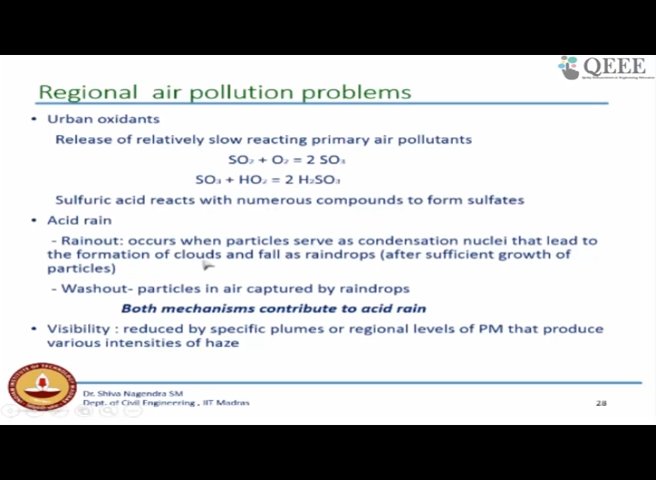 QEEE
Regional air pollution problems
• Urban oxidants
Release of relatively slow reacting primary air pollutants
SO₂ + O₂ = 2 SO₃
SO₃ + HO₂ = 2 H₂SO₃
Sulfuric acid reacts with numerous compounds to form sulfates
• Acid rain
- Rainout: occurs when particles serve as condensation nuclei that lead to
the formation of clouds and fall as raindrops (after sufficient growth of
particles)
- Washout- particles in air captured by raindrops
Both mechanisms contribute to acid rain
• Visibility : reduced by specific plumes or regional levels of PM that produce
various intensities of haze
Dr. Shiva Nagendra SM
Dept. of Civil Engineering , IIT Madras
28